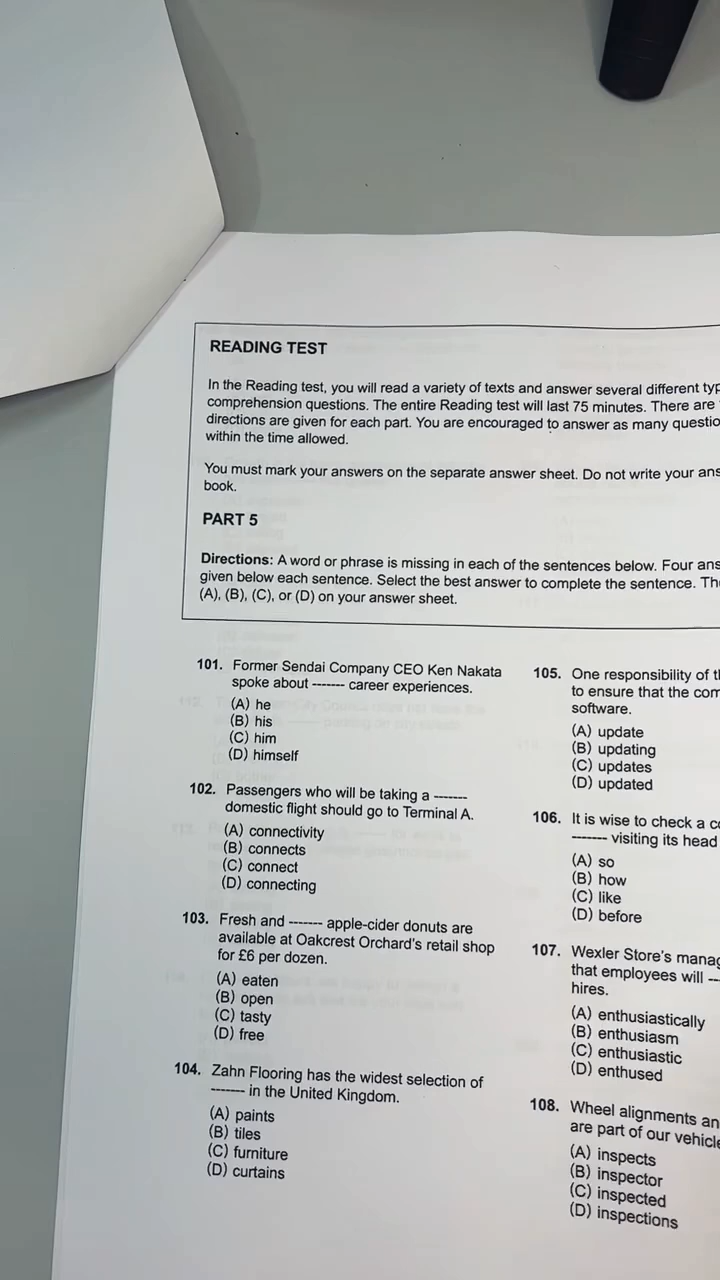 READING TEST
In the Reading test, you will read a variety of texts and answer several different
comprehension questions. The entire Reading test will last 75 minutes. There are
directions are given for each part. You are encouraged to answer as many
within the time allowed.
You must mark your answers on the separate answer sheet. Do not write your
book.
PART 5
Directions: A word or phrase is missing in each of the sentences below. Four
given below each sentence. Select the best answer to complete the sentence.
(A), (B), (C), or (D) on your answer sheet.
101. Former Sendai Company CEO Ken Nakata
spoke about ------- career experiences.
(A) he
(B) his
(C) him
(D) himself
102. Passengers who will be taking a -------
domestic flight should go to Terminal A.
(A) connectivity
(B) connects
(C) connect
(D) connecting
103. Fresh and ------- apple-cider donuts are
available at Oakcrest Orchard's retail shop
for £6 per dozen.
(A) eaten
(B) open
(C) tasty
(D) free
104. Zahn Flooring has the widest selection of
------- in the United Kingdom.
(A) paints
(B) tiles
(C) furniture
(D) curtains
105. One responsibility of
to ensure that the
software.
(A) update
(B) updating
(C) updates
(D) updated
106. It is wise to check a
------- visiting its head
(A) so
(B) how
(C) like
(D) before
107. Wexler Store's
that employees will
hires.
(A) enthusiastically
(B) enthusiasm
(C) enthusiastic
(D) enthused
108. Wheel alignments
are part of our
(A) inspects
(B) inspector
(C) inspected
(D) inspections